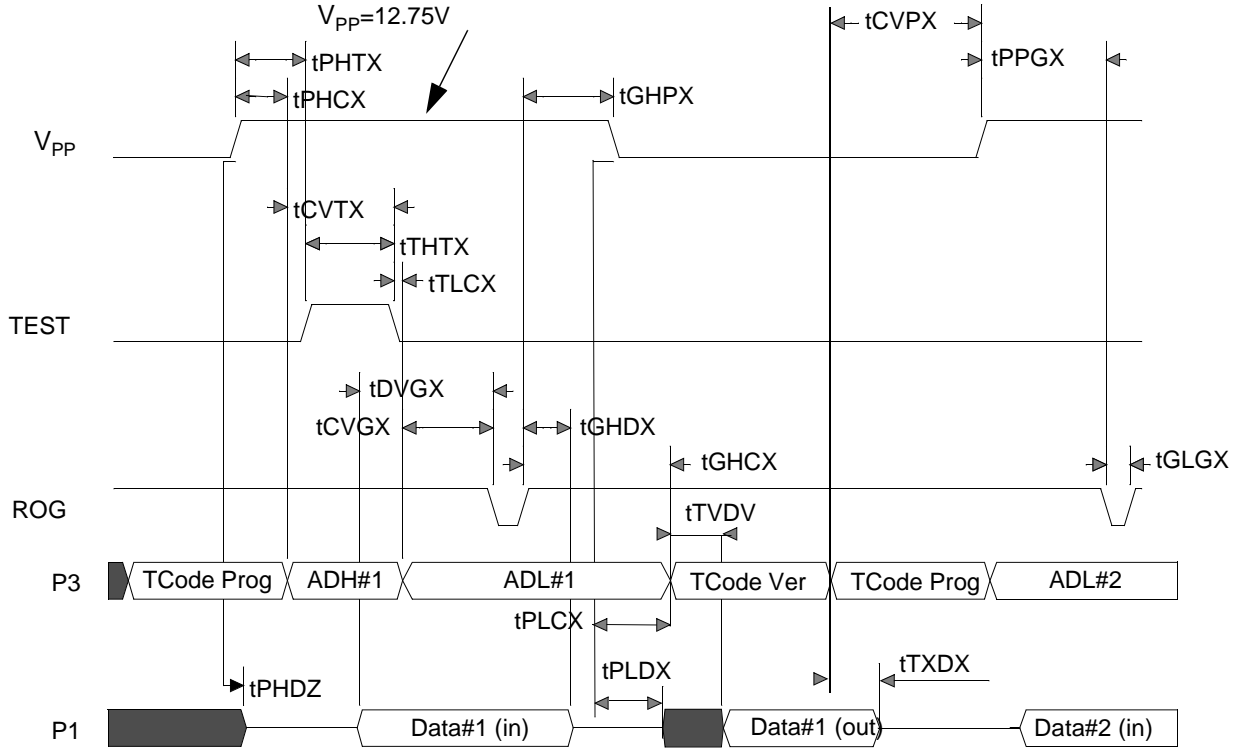 VPP=12.75V
tCVPX
tPHTX
tPPGX
tPHCX
tGHPX
VPP
tCVTX
tTHTX
tTLCX
TEST
tDVGX
tCVGX
tGHDX
tGHCX
tGLGX
ROG
tTVDV
P3
TCode Prog
ADH#1
ADL#1
TCode Ver
TCode Prog
ADL#2
tPLCX
tPLDX
tTXDX
tPHDZ
P1
Data#1 (in)
Data#1 (out)
Data#2 (in)